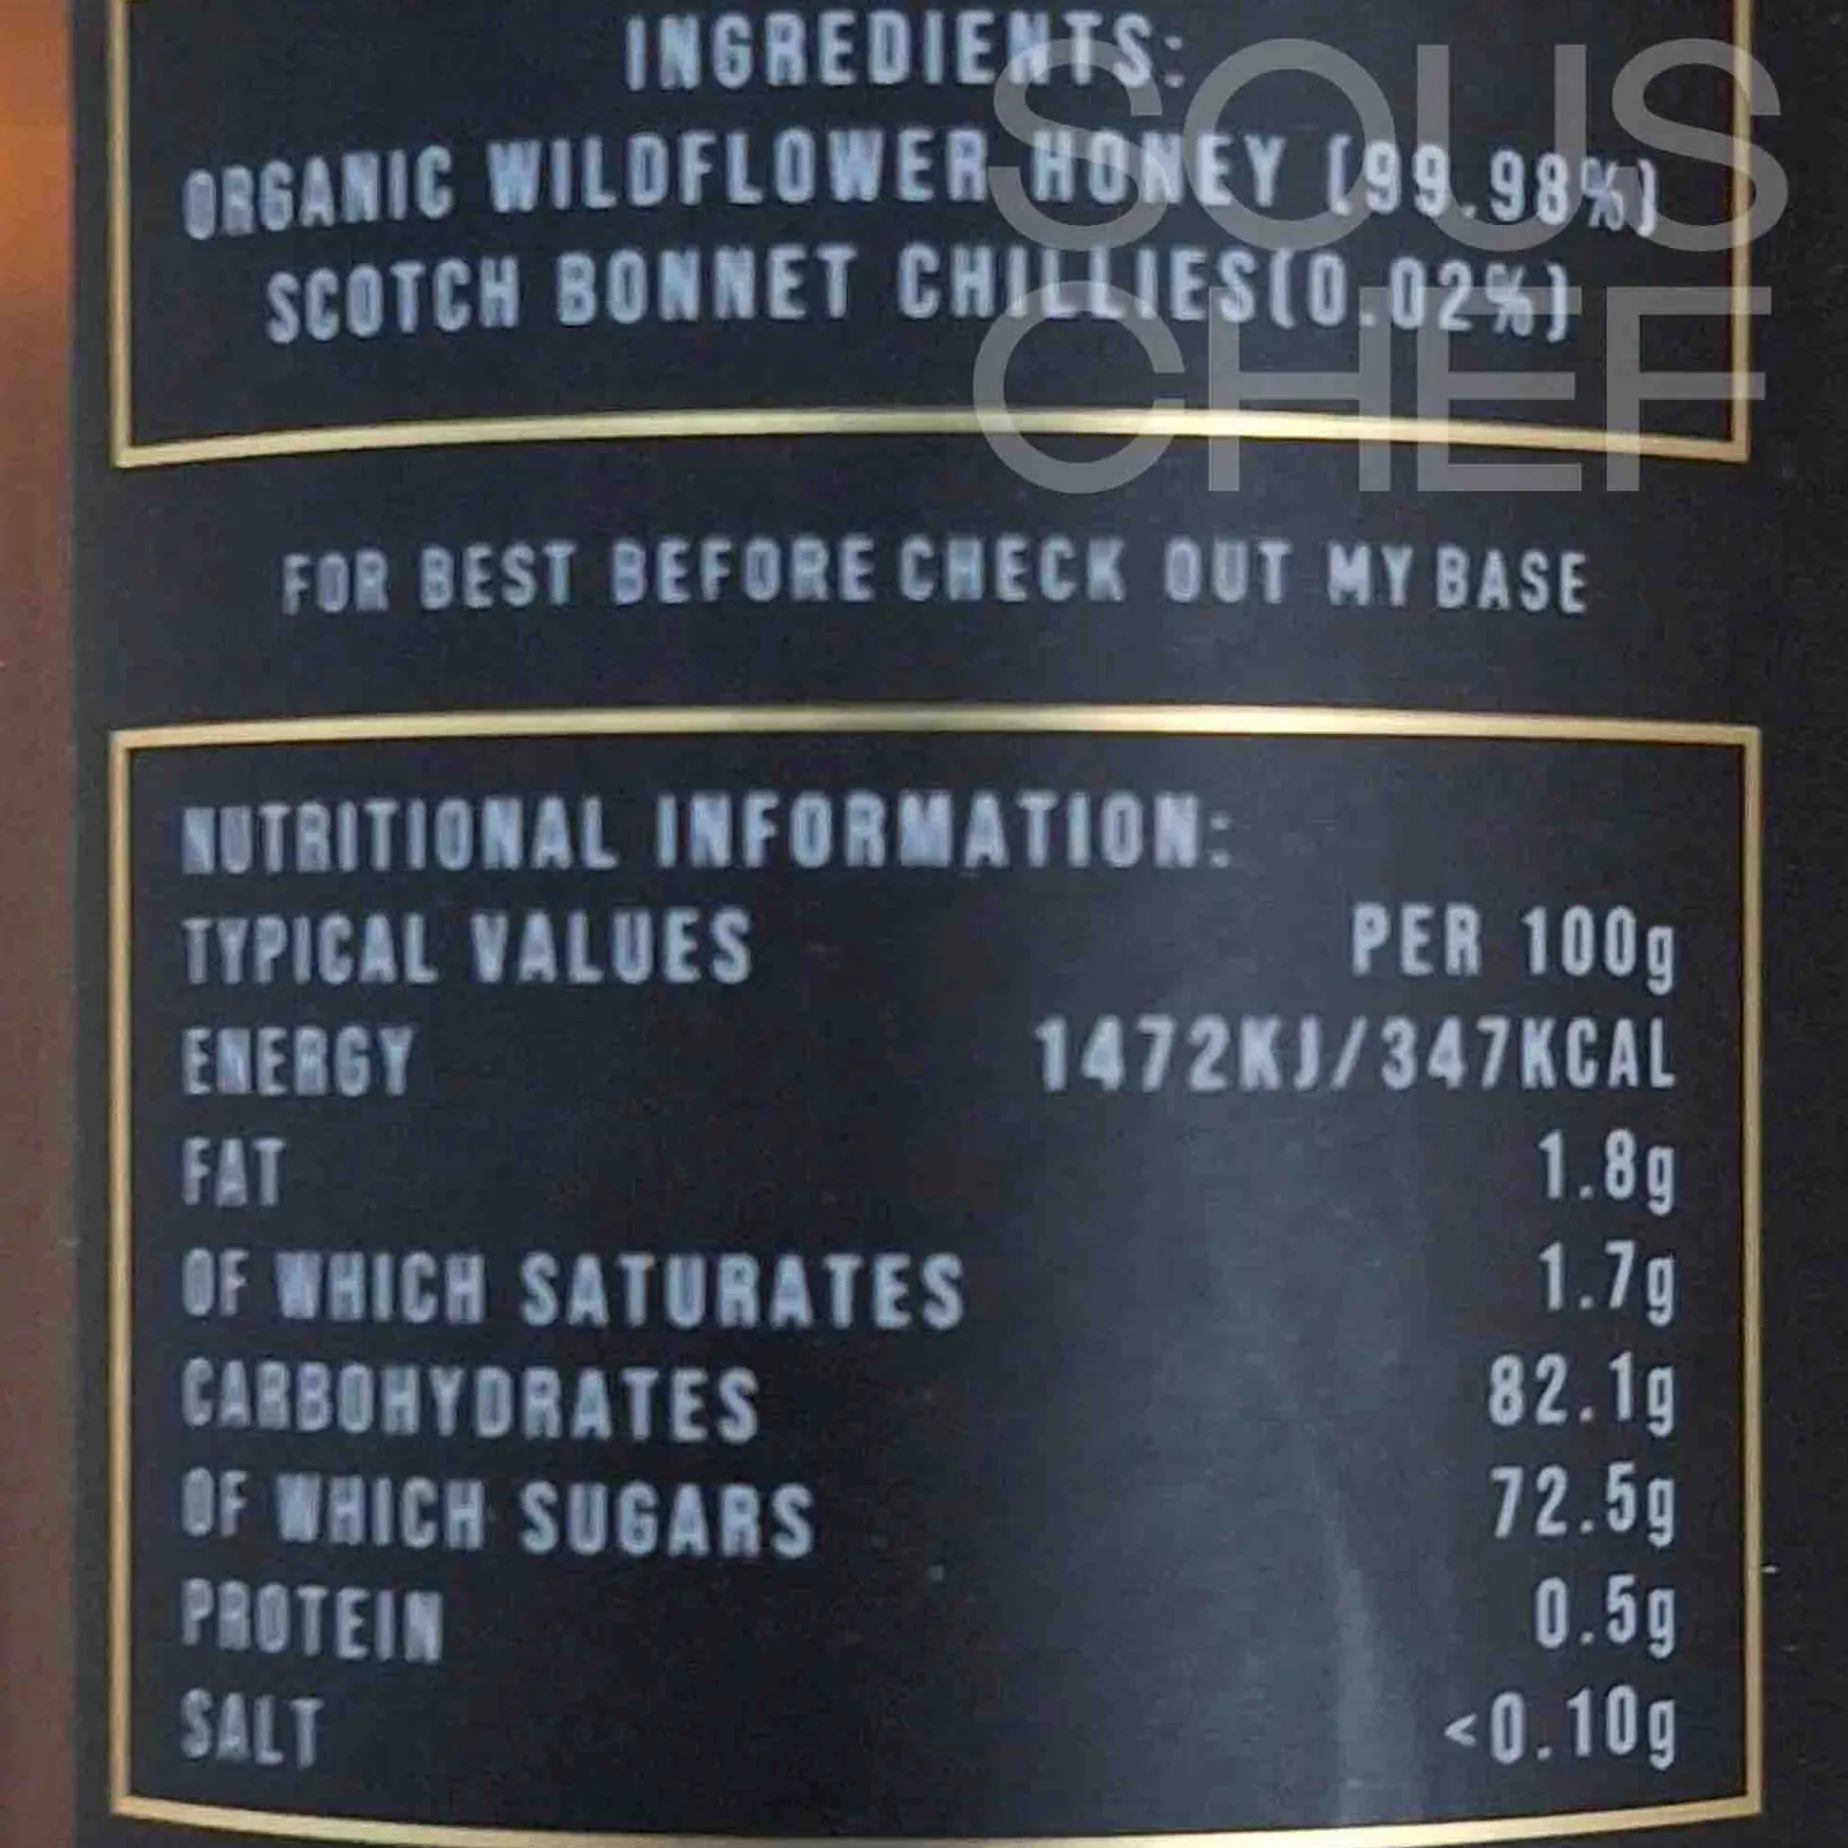 INGREDIENTS:
ORGANIC WILDFLOWER HONEY (99.98%)
SCOTCH BONNET CHILLIES(0.02%)
SOUS
CHEF
FOR BEST BEFORE CHECK OUT MY BASE
NUTRITIONAL INFORMATION:
TYPICAL VALUES PER 100g
ENERGY 1472KJ/347KCAL
FAT 1.8g
OF WHICH SATURATES 1.7g
CARBOHYDRATES 82.1g
OF WHICH SUGARS 72.5g
PROTEIN 0.5g
SALT <0.10g